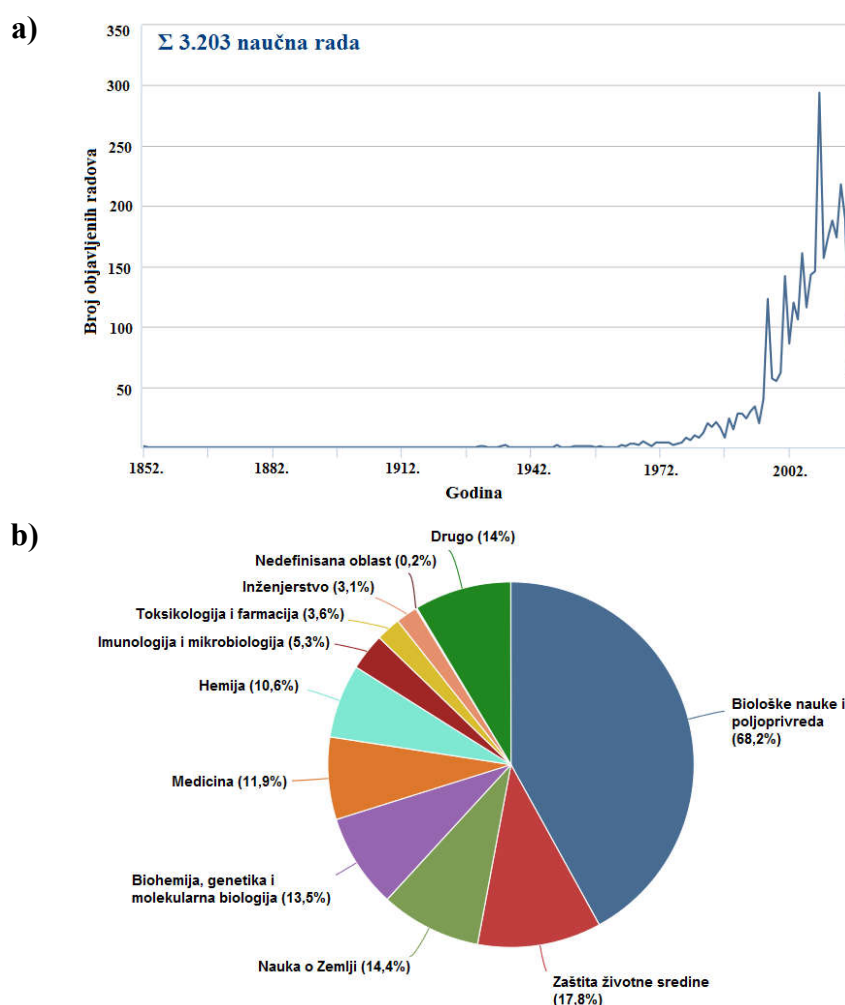 a)
350
Σ 3.203 naučna rada
300
250
200
150
100
50
Broj objavljenih radova
1852.
1882.
1912.
1942.
1972.
2002.
Godina
b)
Drugo (14%)
Nedefinisana oblast (0,2%)
Inženjerstvo (3,1%)
Toksikologija i farmacija (3,6%)
Imunologija i mikrobiologija (5,3%)
Hemija (10,6%)
Biološke nauke i
poljoprivreda
(68,2%)
Medicina (11,9%)
Biohemija, genetika i
molekularna biologija (13,5%)
Nauka o Zemlji (14,4%)
Zaštita životne sredine
(17,8%)